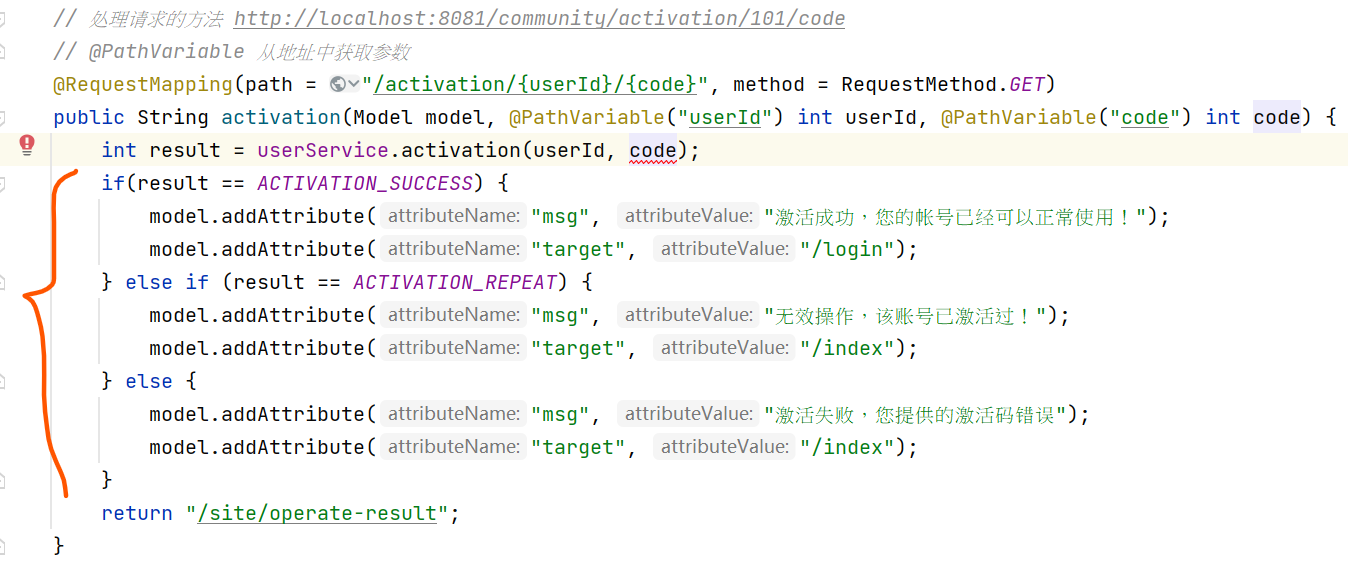 // 处理请求的方法 http://localhost:8081/community/activation/101/code
// @PathVariable 从地址中获取参数
@RequestMapping(path = "/activation/{userId}/{code}", method = RequestMethod.GET)
public String activation(Model model, @PathVariable("userId") int userId, @PathVariable("code") int code) {
int result = userService.activation(userId, code);
if(result == ACTIVATION_SUCCESS) {
model.addAttribute( attributeName: "msg", attributeValue: "激活成功，您的帐号已经可以正常使用！");
model.addAttribute( attributeName: "target", attributeValue: "/login");
} else if (result == ACTIVATION_REPEAT) {
model.addAttribute( attributeName: "msg", attributeValue: "无效操作，该账号已激活过！");
model.addAttribute( attributeName: "target", attributeValue: "/index");
} else {
model.addAttribute( attributeName: "msg", attributeValue: "激活失败，您提供的激活码错误");
model.addAttribute( attributeName: "target", attributeValue: "/index");
}
return "/site/operate-result";
}